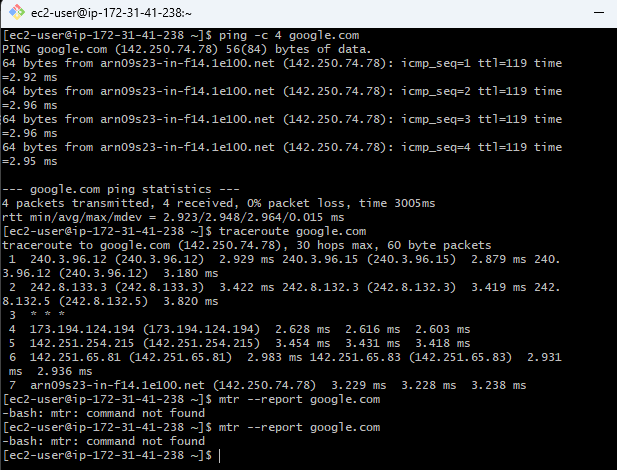 ec2-user@ip-172-31-41-238:~
[ec2-user@ip-172-31-41-238 ~]$ ping -c 4 google.com
PING google.com (142.250.74.78) 56(84) bytes of data.
64 bytes from arn09s23-in-f14.1e100.net (142.250.74.78): icmp_seq=1 ttl=119 time
=2.92 ms
64 bytes from arn09s23-in-f14.1e100.net (142.250.74.78): icmp_seq=2 ttl=119 time
=2.96 ms
64 bytes from arn09s23-in-f14.1e100.net (142.250.74.78): icmp_seq=3 ttl=119 time
=2.96 ms
64 bytes from arn09s23-in-f14.1e100.net (142.250.74.78): icmp_seq=4 ttl=119 time
=2.95 ms

--- google.com ping statistics ---
4 packets transmitted, 4 received, 0% packet loss, time 3005ms
rtt min/avg/max/mdev = 2.923/2.948/2.964/0.015 ms
[ec2-user@ip-172-31-41-238 ~]$ traceroute google.com
traceroute to google.com (142.250.74.78), 30 hops max, 60 byte packets
 1  240.3.96.12 (240.3.96.12)  2.929 ms 240.3.96.15 (240.3.96.15)  2.879 ms 240.
3.96.12 (240.3.96.12)  3.180 ms
 2  242.8.133.3 (242.8.133.3)  3.422 ms 242.8.132.3 (242.8.132.3)  3.419 ms 242.
8.132.5 (242.8.132.5)  3.820 ms
 3  * * *
 4  173.194.124.194 (173.194.124.194)  2.628 ms  2.616 ms  2.603 ms
 5  142.251.254.215 (142.251.254.215)  3.454 ms  3.431 ms  3.418 ms
 6  142.251.65.81 (142.251.65.81)  2.983 ms 142.251.65.83 (142.251.65.83)  2.931
 ms  2.936 ms
 7  arn09s23-in-f14.1e100.net (142.250.74.78)  3.229 ms  3.228 ms  3.238 ms
[ec2-user@ip-172-31-41-238 ~]$ mtr --report google.com
-bash: mtr: command not found
[ec2-user@ip-172-31-41-238 ~]$ mtr --report google.com
-bash: mtr: command not found
[ec2-user@ip-172-31-41-238 ~]$